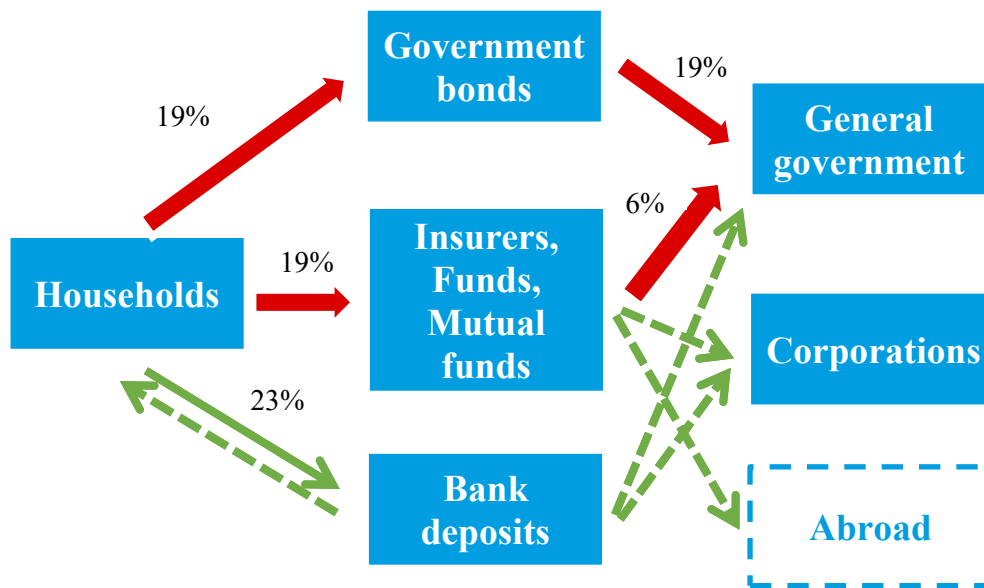 Government
bonds
19%
19%
General
government
6%
Insurers,
Funds,
Mutual
funds
19%
Households
Corporations
23%
Bank
deposits
Abroad